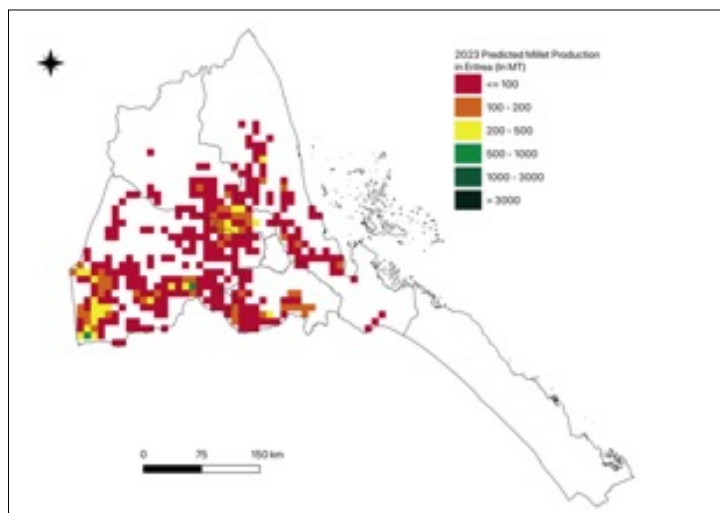 2023 Predicted Millet Production
in Eritrea (In MT)
<= 100
100 - 200
200 - 500
500 - 1000
1000 - 3000
= 3000
0 75 150 km